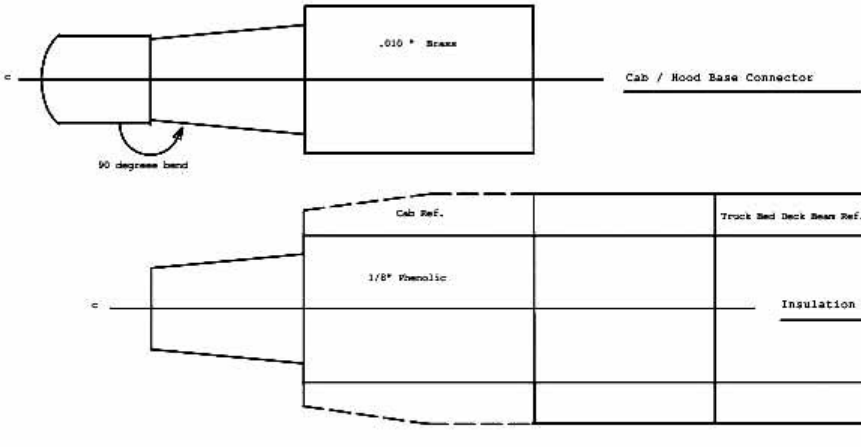 .010 " Brass
c
Cab / Hood Base Connector
90 degrees bend
Cab Ref.
Truck Bed Deck Beam Ref.
1/8" Phenolic
c
Insulation